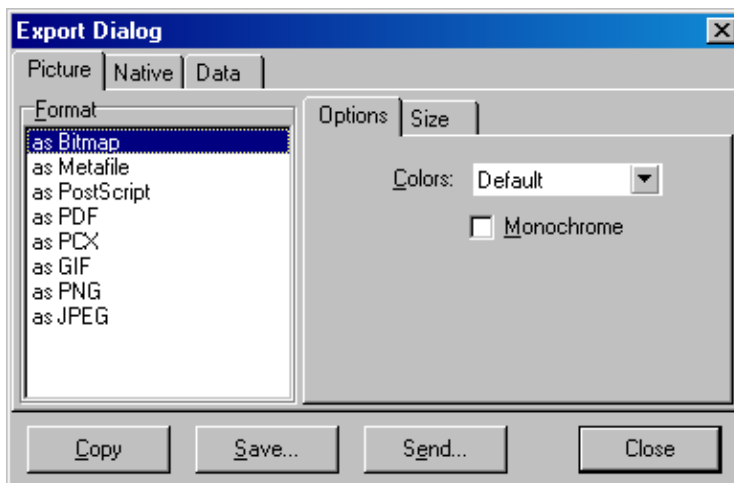 Export Dialog
Picture Native Data
Format
as Bitmap
as Metafile
as PostScript
as PDF
as PCX
as GIF
as PNG
as JPEG
Options Size
Colors: Default
Monochrome
Copy Save... Send... Close